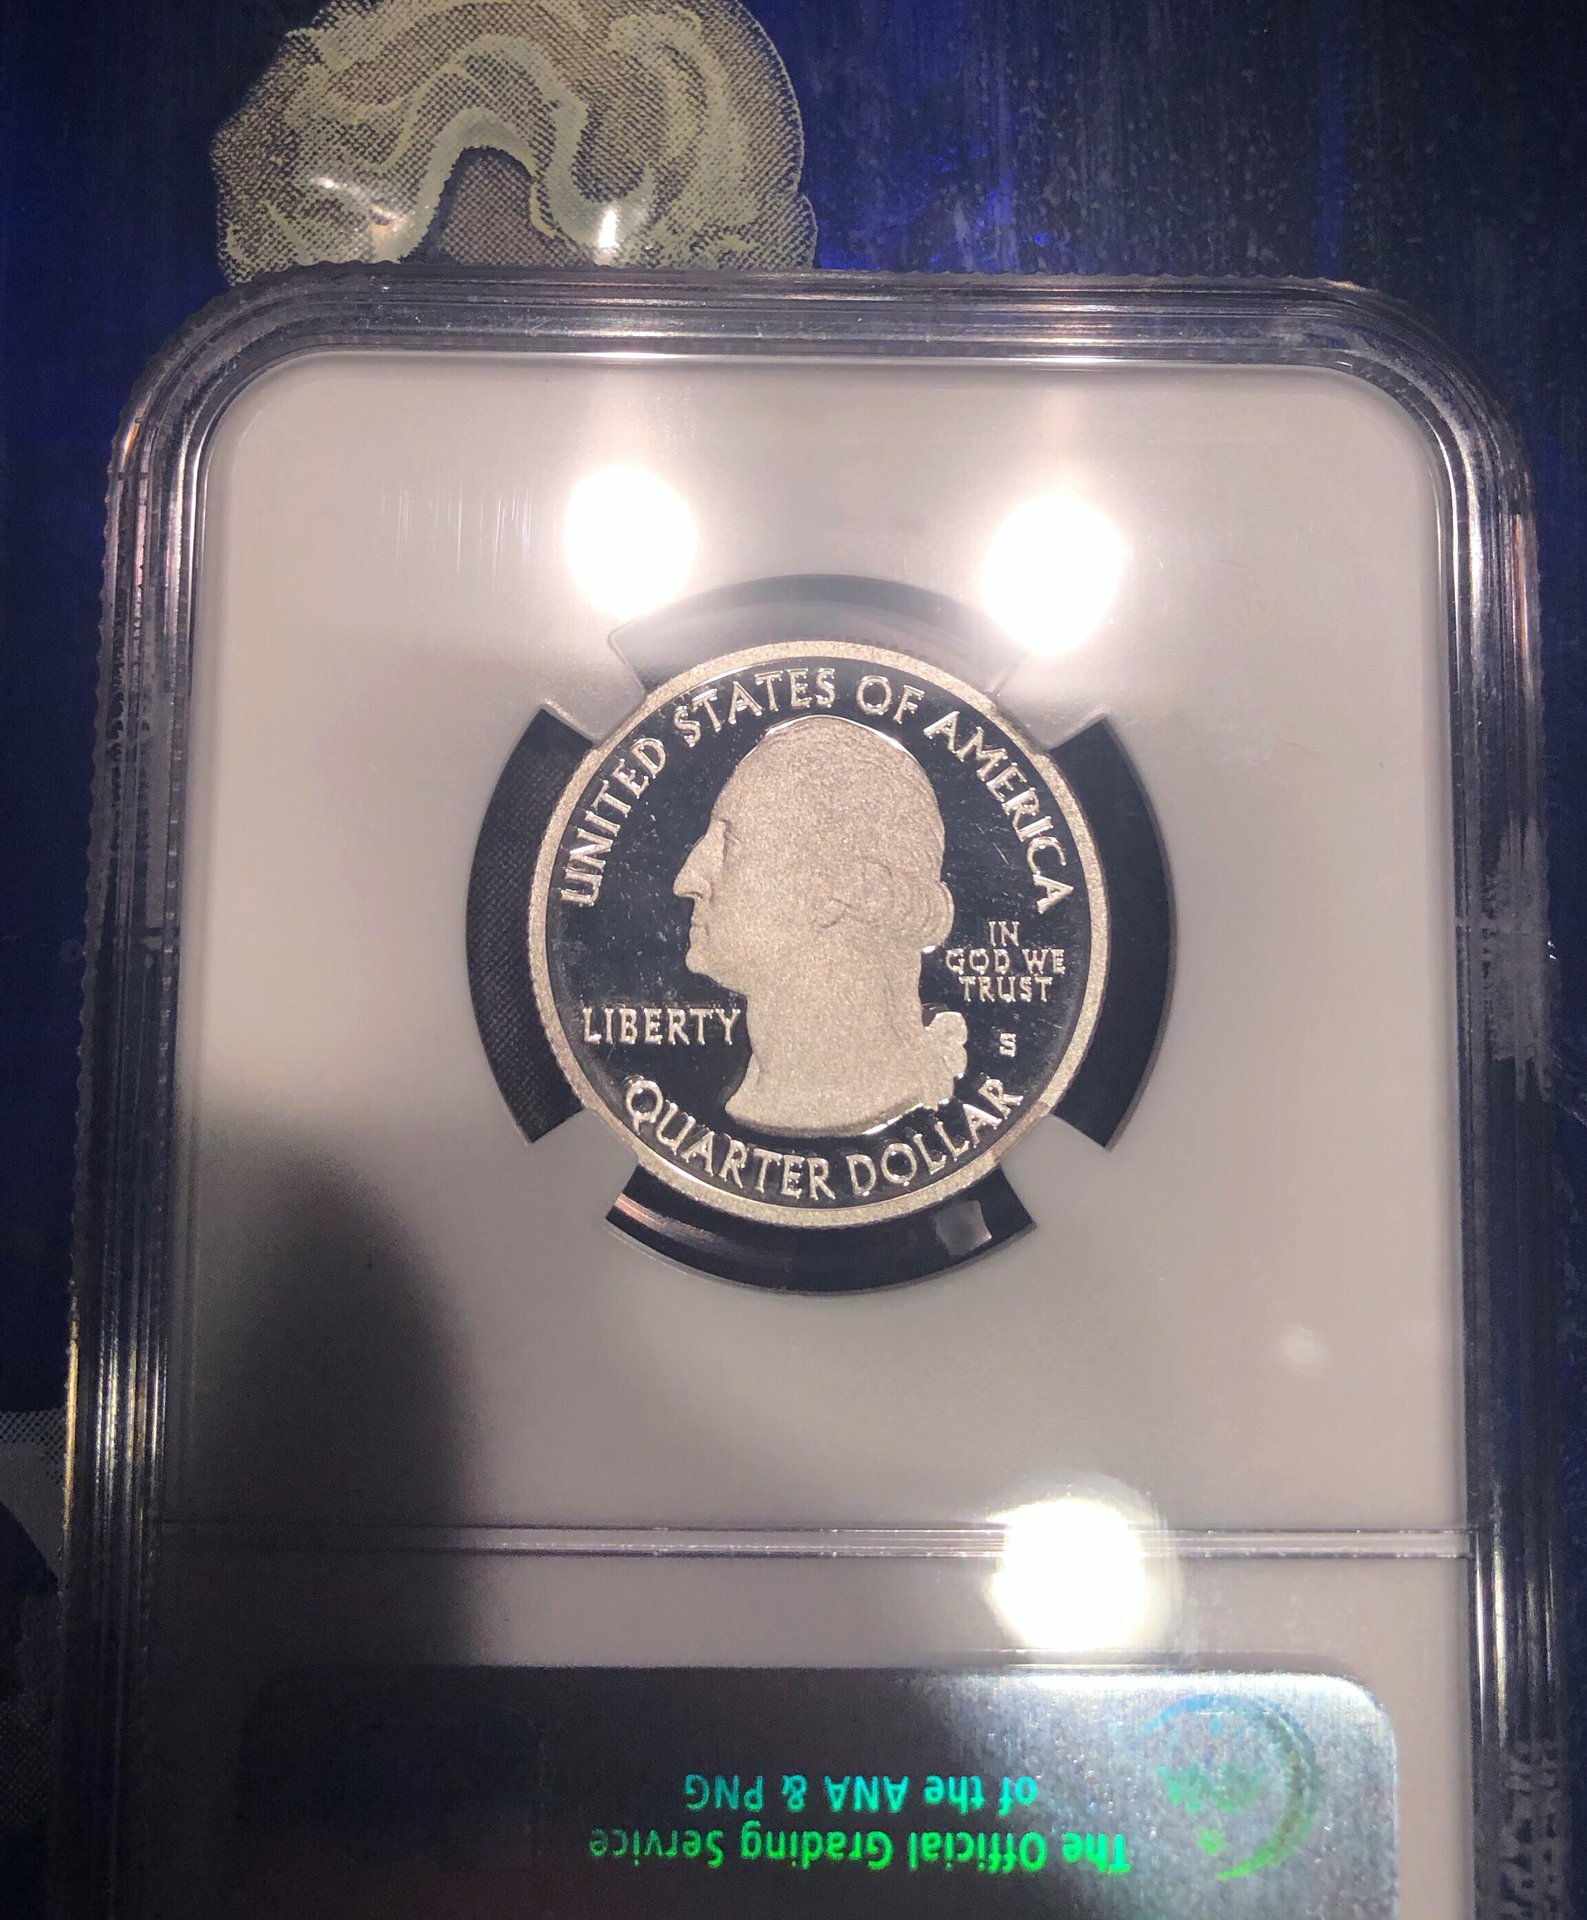 UNITED STATES OF AMERICA
IN
GOD WE
TRUST
LIBERTY
S
QUARTER DOLLAR
The Official Grading Service
of the ANA & PNG